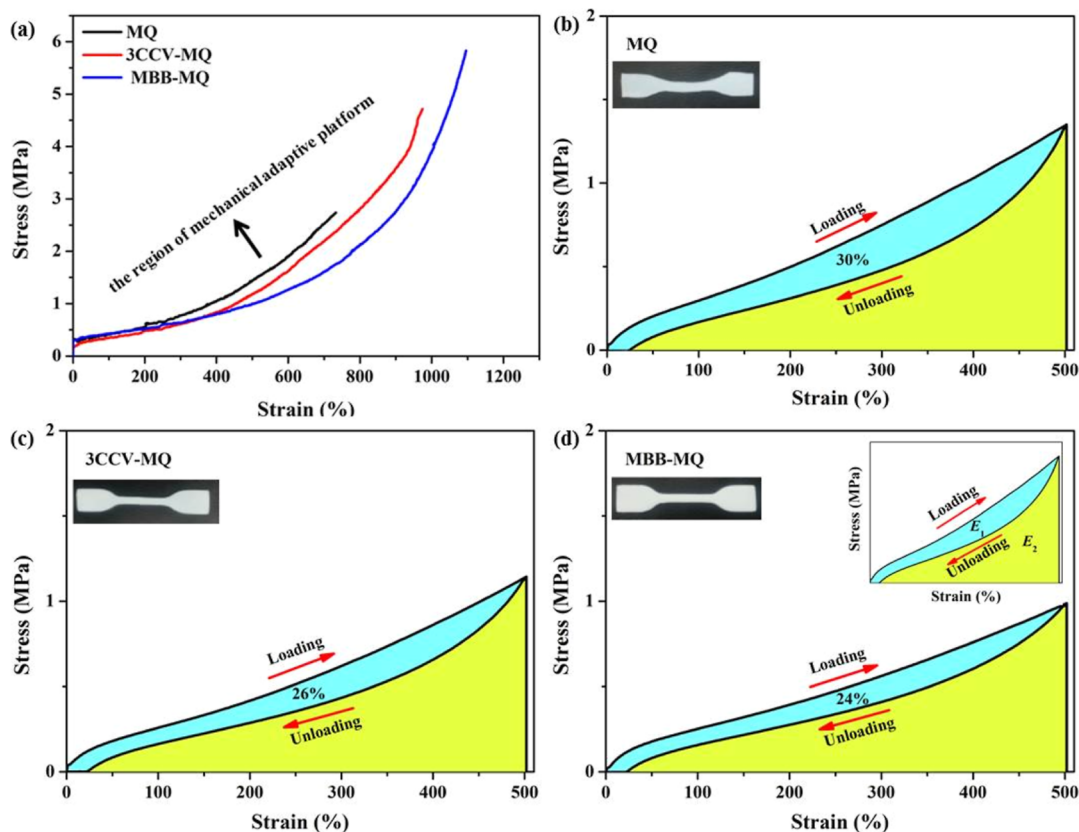 (a)
MQ
3CCV-MQ
MBB-MQ
the region of mechanical adaptive platform
Stress (MPa)
6
5
4
3
2
1
0
0 200 400 600 800 1000 1200
Strain (%)
(b)
MQ
Stress (MPa)
2
1
0
Loading
30%
Unloading
0 100 200 300 400 500
Strain (%)
(c)
3CCV-MQ
Stress (MPa)
2
1
0
Loading
26%
Unloading
0 100 200 300 400 500
Strain (%)
(d)
MBB-MQ
Stress (MPa)
2
1
0
Stress (MPa)
Loading
E1
Unloading
E2
Strain (%)
Loading
24%
Unloading
0 100 200 300 400 500
Strain (%)